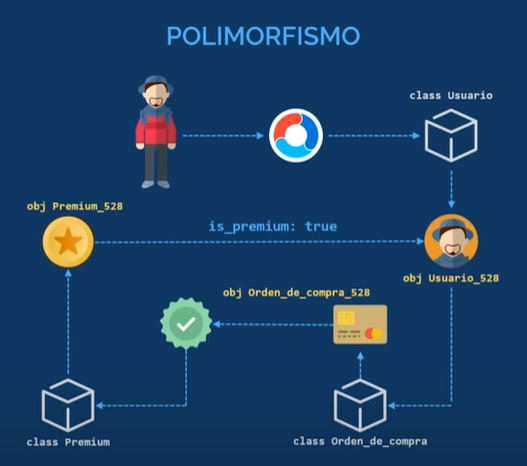 POLIMORFISMO
class Usuario
obj Premium_528
is_premium: true
obj Usuario_528
obj Orden_de_compra_528
class Premium
class Orden_de_compra